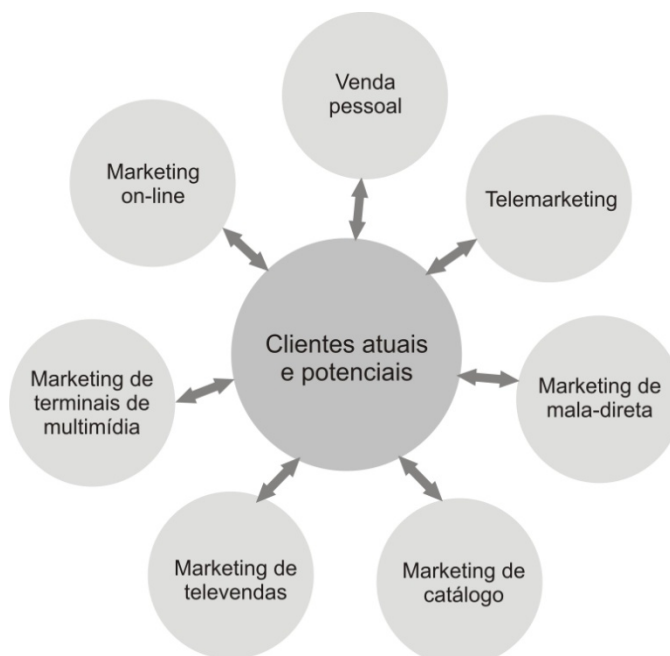 Venda
pessoal
Marketing
on-line
Telemarketing
Clientes atuais
e potenciais
Marketing de
terminais de
multimídia
Marketing de
mala-direta
Marketing de
televendas
Marketing de
catálogo